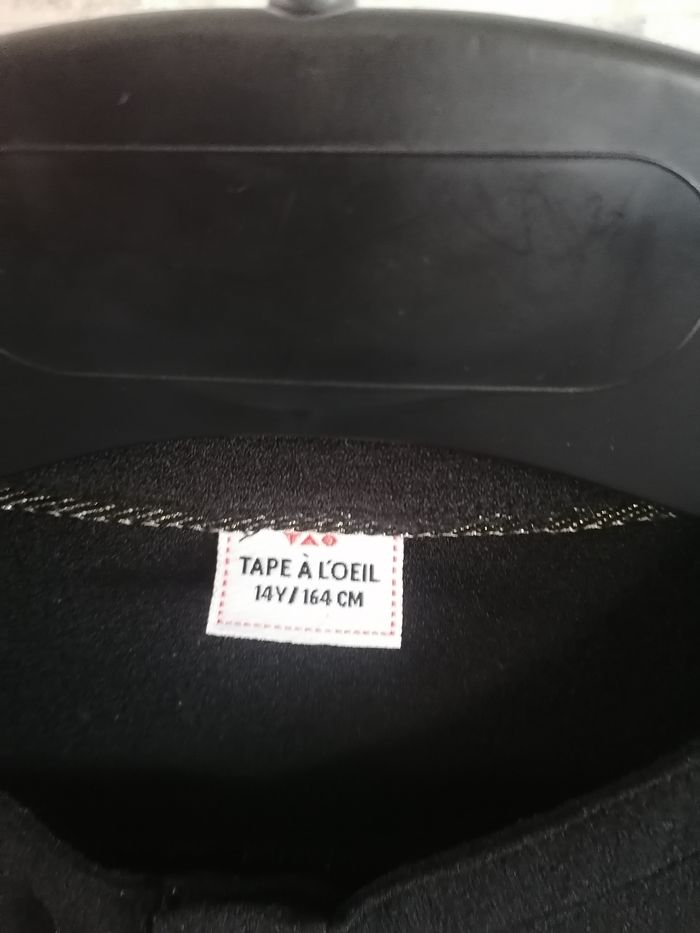 TAO
TAPE À L'OEIL
14Y / 164 CM